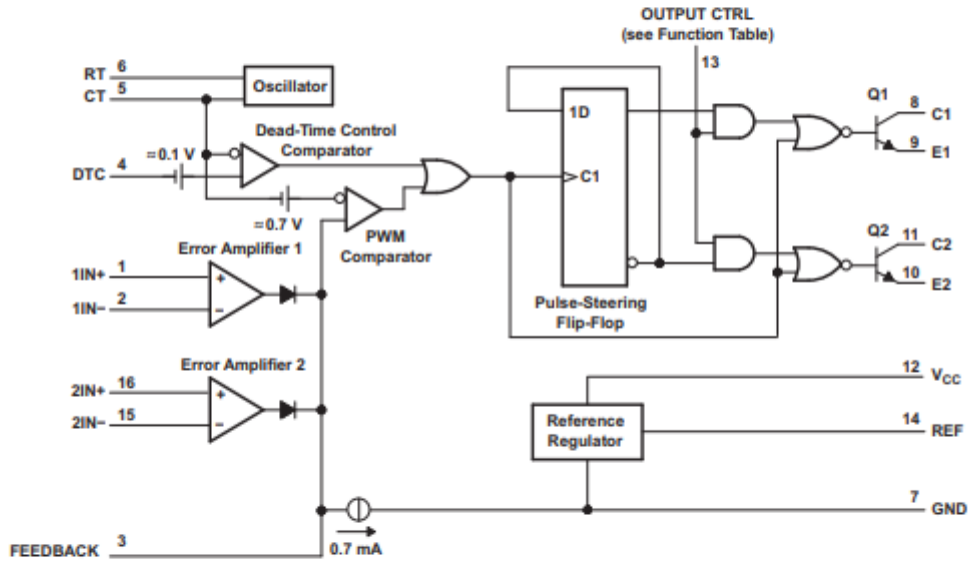 OUTPUT CTRL
(see Function Table)
13
RT 6
CT 5
Oscillator
Dead-Time Control
Comparator
≈0.1 V
DTC 4
≈0.7 V
PWM
Comparator
1D
C1
Pulse-Steering
Flip-Flop
Q1
8 C1
9 E1
Q2
11 C2
10 E2
Error Amplifier 1
1IN+ 1
+
1IN− 2
−
Error Amplifier 2
2IN+ 16
+
2IN− 15
−
12 VCC
Reference
Regulator
14 REF
7 GND
0.7 mA
FEEDBACK 3